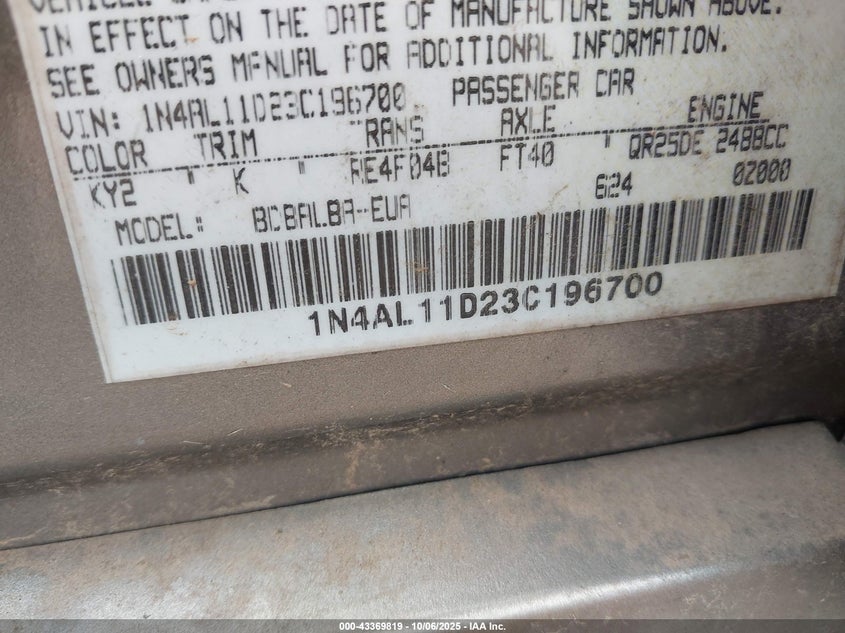 IN EFFECT ON THE DATE OF MANUFACTURE SHOWN ABOVE.
SEE OWNERS MANUAL FOR ADDITIONAL INFORMATION.
VIN: 1N4AL11D23C196700 PASSENGER CAR
COLOR TRIM TRANS AXLE ENGINE
KY2 " K " RE4F04B FT40 " QR25DE 2488CC
624 02000
MODEL: BCBALBA-EUA
1N4AL11D23C196700
000-43369819 - 10/06/2025 - IAA Inc.